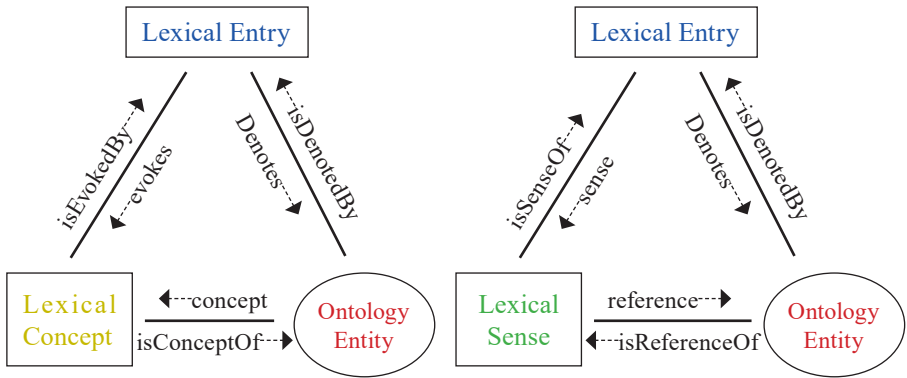 Lexical Entry
isEvokedBy
evokes
Denotes
isDenotedBy
Lexical
Concept
concept
isConceptOf
Ontology
Entity
Lexical Entry
isSenseOf
sense
Denotes
isDenotedBy
Lexical
Sense
reference
isReferenceOf
Ontology
Entity